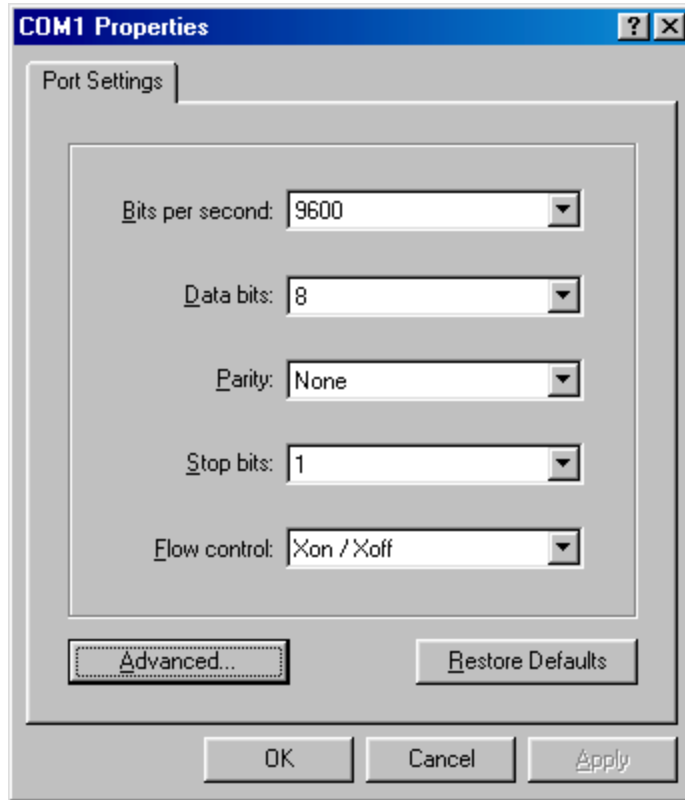 COM1 Properties
Port Settings
Bits per second: 9600
Data bits: 8
Parity: None
Stop bits: 1
Flow control: Xon / Xoff
Advanced... Restore Defaults
OK Cancel Apply